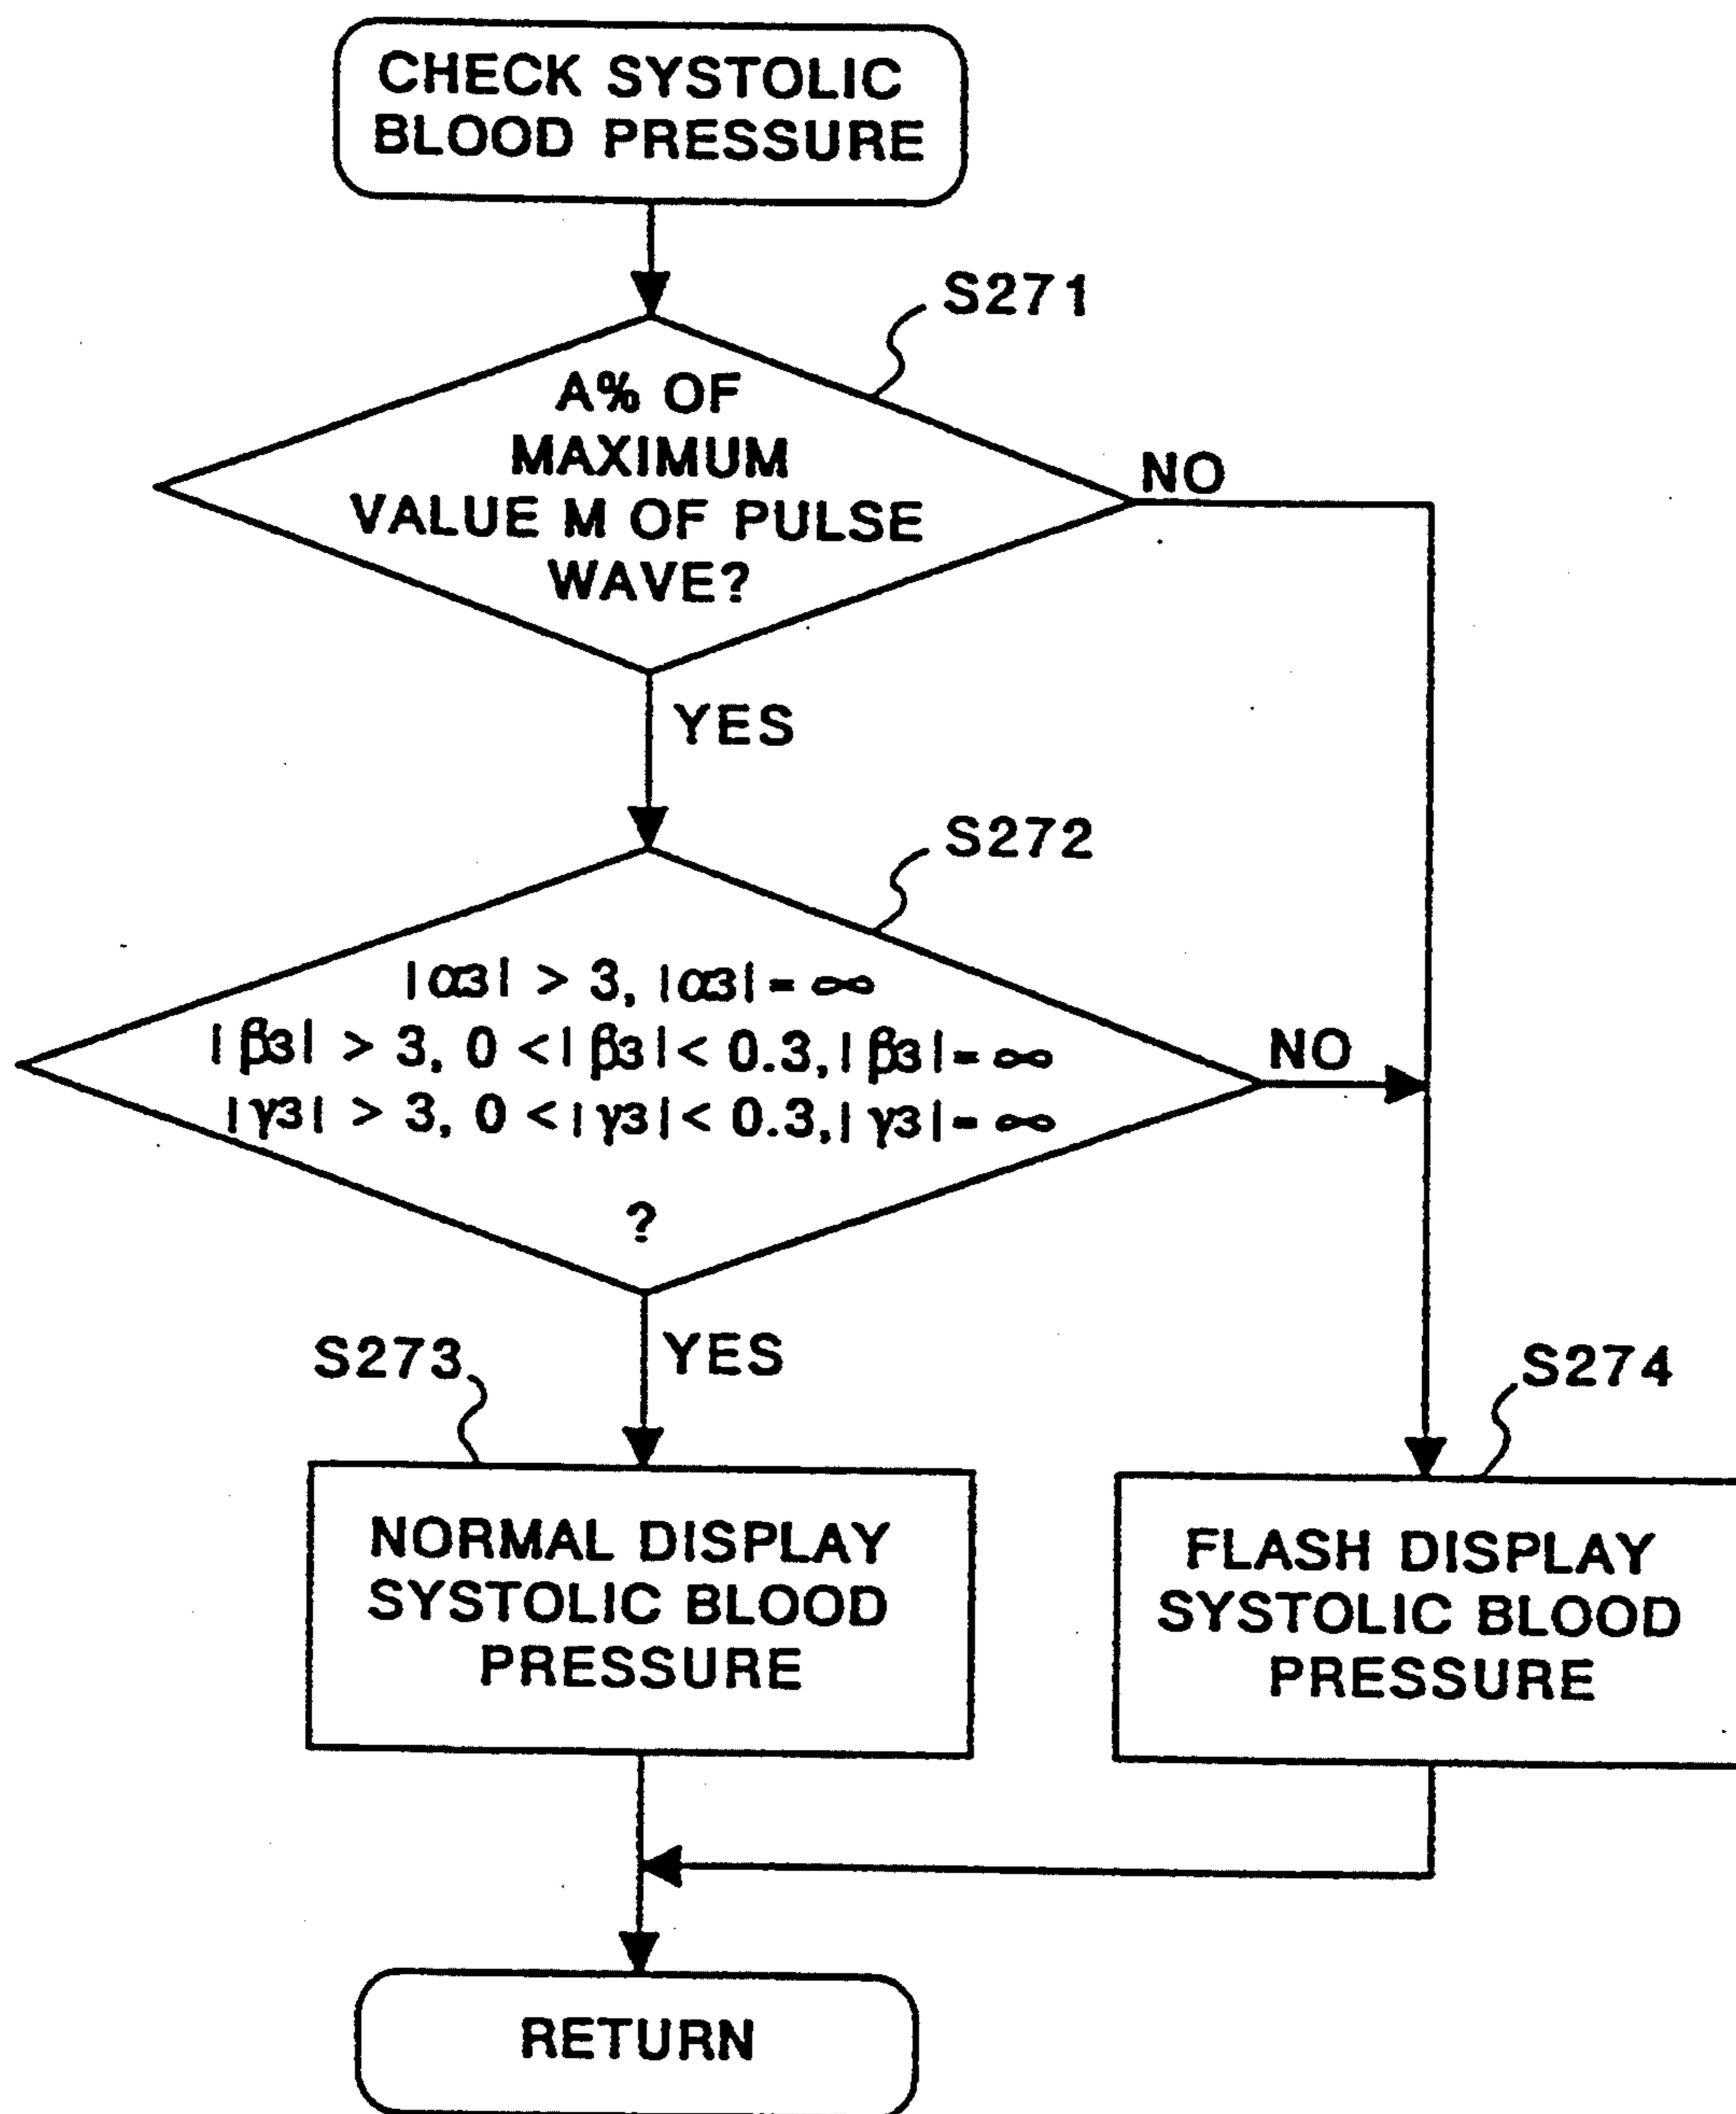 CHECK SYSTOLIC
BLOOD PRESSURE
S271
A% OF
MAXIMUM
VALUE M OF PULSE
WAVE?
NO
YES
S272
|α3| > 3, |α3| = ∞
|β3| > 3, 0 < |β3| < 0.3, |β3| = ∞
|γ3| > 3, 0 < |γ3| < 0.3, |γ3| = ∞
?
NO
YES
S273
NORMAL DISPLAY
SYSTOLIC BLOOD
PRESSURE
S274
FLASH DISPLAY
SYSTOLIC BLOOD
PRESSURE
RETURN